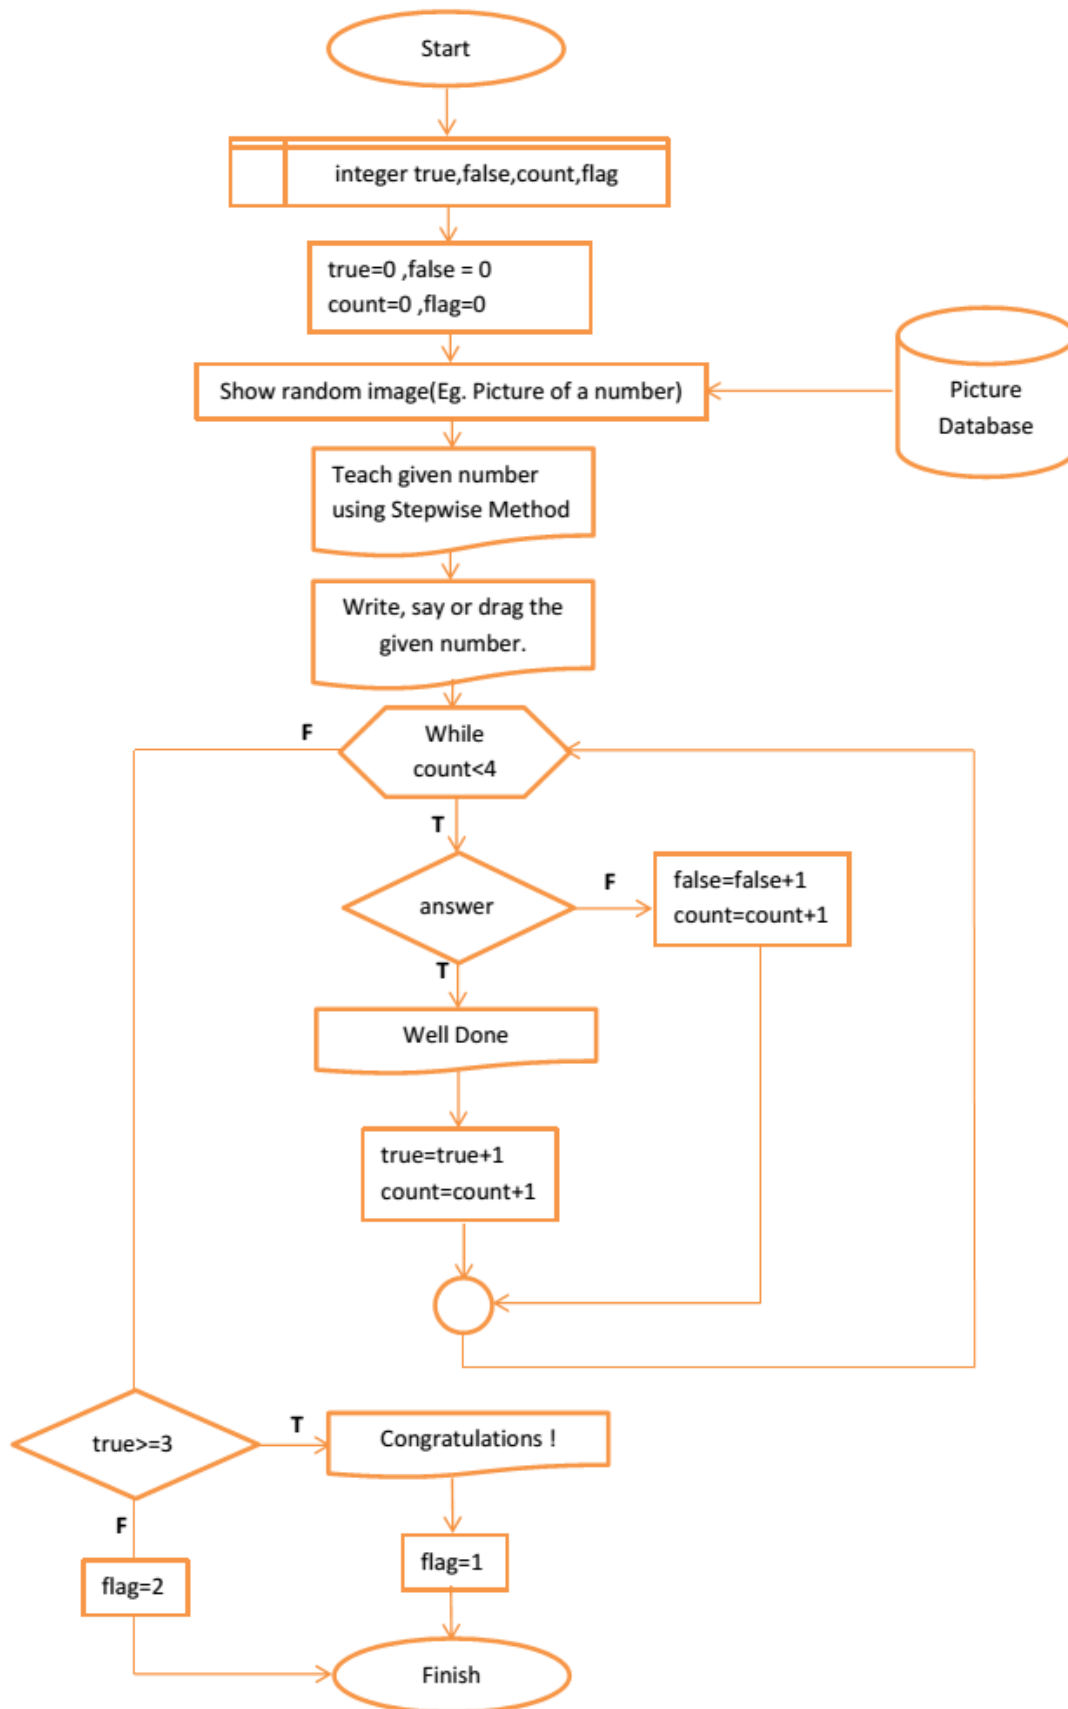 Start
integer true,false,count,flag
true=0 ,false = 0
count=0 ,flag=0
Show random image(Eg. Picture of a number)
Picture
Database
Teach given number
using Stepwise Method
Write, say or drag the
given number.
F
While
count<4
T
answer
F
false=false+1
count=count+1
T
Well Done
true=true+1
count=count+1
true>=3
T
Congratulations !
F
flag=2
flag=1
Finish